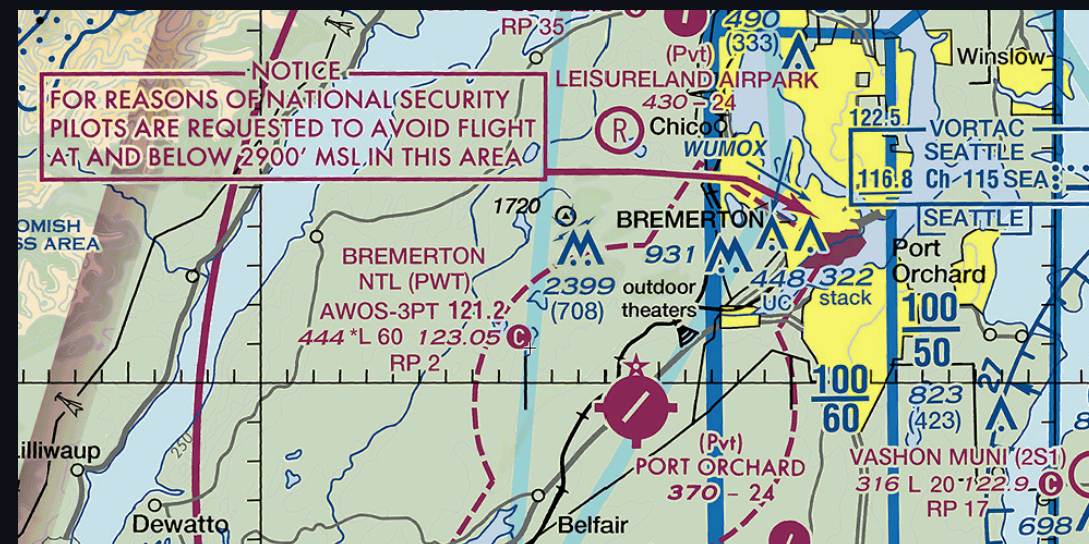 RP 35
490
(333)
(Pvt)
LEISURELAND AIRPARK
430 - 24
Winslow
NOTICE
FOR REASONS OF NATIONAL SECURITY
PILOTS ARE REQUESTED TO AVOID FLIGHT
AT AND BELOW 2900' MSL IN THIS AREA
R
Chico
WUMOX
122.5
VORTAC
SEATTLE
116.8 Ch 115 SEA
SEATTLE
OMISH
SS AREA
1720
BREMERTON
931
2399
(708)
outdoor
theaters
448
UC
322
stack
Port
Orchard
BREMERTON
NTL (PWT)
AWOS-3PT 121.2
444 *L 60 123.05 C
RP 2
100
50
100
60
27
823
(423)
illiwaup
250
(Pvt)
PORT ORCHARD
370 - 24
VASHON MUNI (2S1)
316 L 20 122.9 C
RP 17
698
Dewatto
Belfair